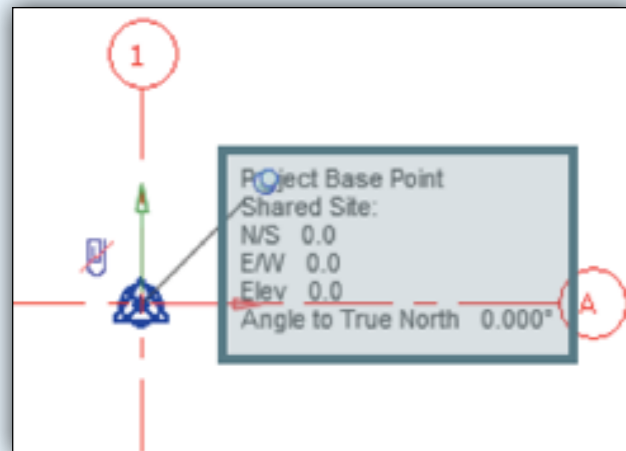 1
Project Base Point
Shared Site:
N/S 0.0
E/W 0.0
Elev 0.0
Angle to True North 0.000°
A